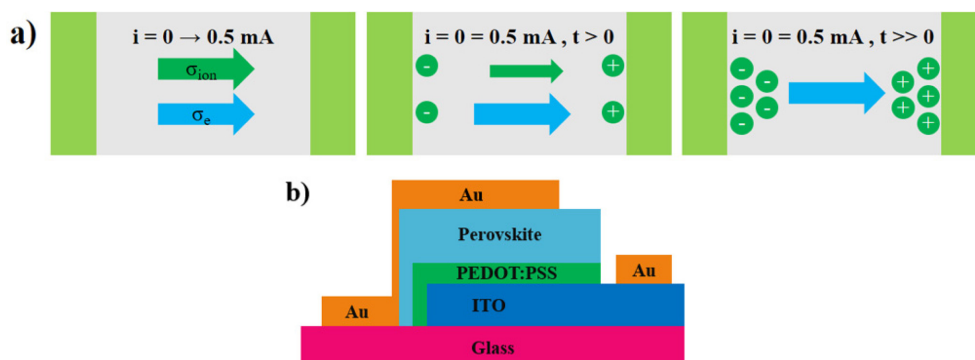 a)
i = 0 → 0.5 mA
σion
σe
i = 0 = 0.5 mA , t > 0
- +
- +
i = 0 = 0.5 mA , t >> 0
- - - - -
+ + + + +
b)
Au
Perovskite
PEDOT:PSS
Au
Au
ITO
Glass